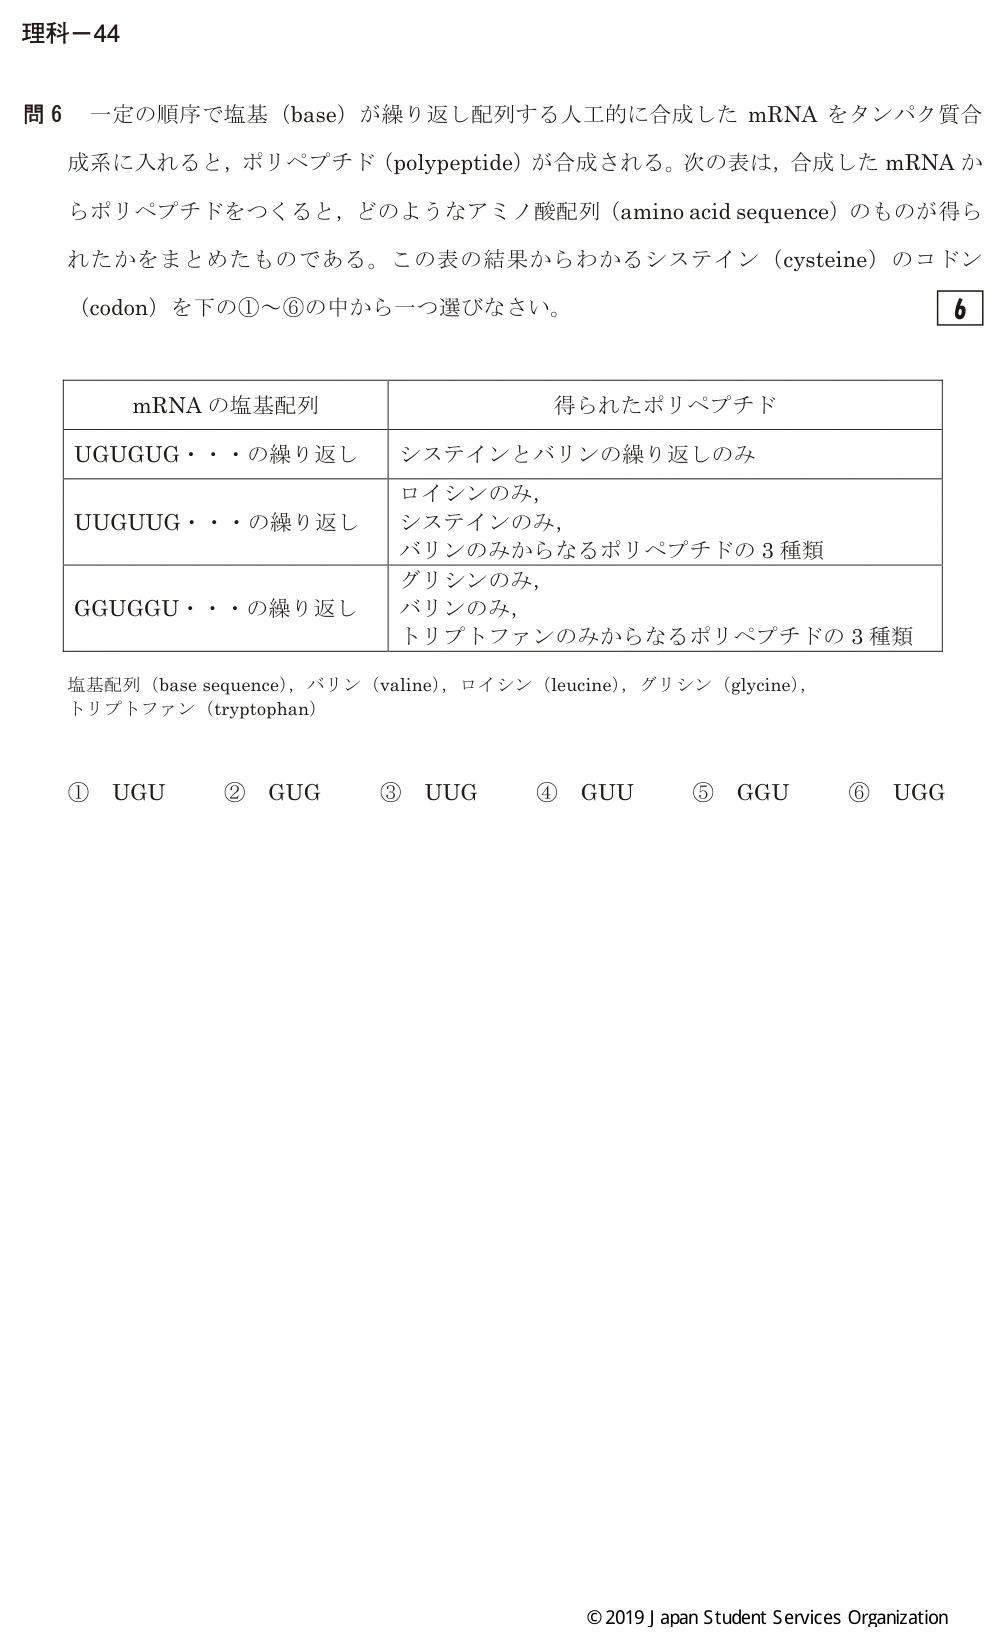 理科－44
問6　一定の順序で塩基（base）が繰り返し配列する人工的に合成した mRNA をタンパク質合
成系に入れると，ポリペプチド（polypeptide）が合成される。次の表は，合成した mRNA か
らポリペプチドをつくると，どのようなアミノ酸配列（amino acid sequence）のものが得ら
れたかをまとめたものである。この表の結果からわかるシステイン（cysteine）のコドン
（codon）を下の①～⑥の中から一つ選びなさい。 6
mRNA の塩基配列 得られたポリペプチド
UGUGUG・・・の繰り返し システインとバリンの繰り返しのみ
UUGUUG・・・の繰り返し ロイシンのみ，
システインのみ，
バリンのみからなるポリペプチドの 3 種類
GGUGGU・・・の繰り返し グリシンのみ，
バリンのみ，
トリプトファンのみからなるポリペプチドの 3 種類
塩基配列（base sequence），バリン（valine），ロイシン（leucine），グリシン（glycine），
トリプトファン（tryptophan）
① UGU ② GUG ③ UUG ④ GUU ⑤ GGU ⑥ UGG
© 2019 Japan Student Services Organization